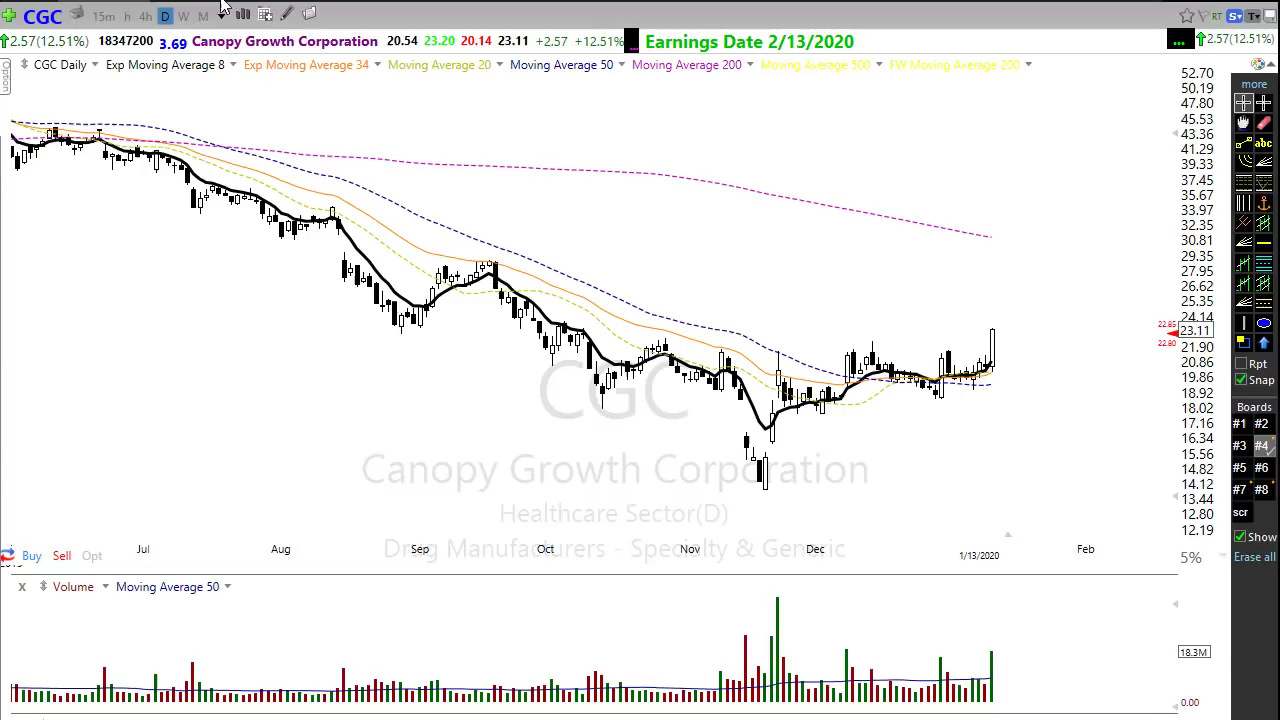 CGC 15m h 4h D W M RT S T
2.57(12.51%) 18347200 3.69 Canopy Growth Corporation 20.54 23.20 20.14 23.11 +2.57 +12.51% ... Earnings Date 2/13/2020 ... 2.57(12.51%)
Option
CGC Daily Exp Moving Average 8 Exp Moving Average 34 Moving Average 20 Moving Average 50 Moving Average 200 Moving Average 500 FW Moving Average 200
52.70
50.19
47.80
45.53
43.36
41.29
39.33
37.45
35.67
33.97
32.35
30.81
29.35
27.95
26.62
25.35
24.14
22.85
23.11
22.80
21.90
20.86
19.86
18.92
18.02
17.16
16.34
15.56
14.82
14.12
13.44
12.80
12.19
more
abc
Rpt
Snap
Boards
#1 #2
#3 #4
#5 #6
#7 #8
scr
Show
Erase all
CGC
Canopy Growth Corporation
Healthcare Sector(D)
Drug Manufacturers - Specialty & Generic
Jul Aug Sep Oct Nov Dec 1/13/2020 Feb
Buy Sell Opt
5%
X Volume Moving Average 50
18.3M
0.00